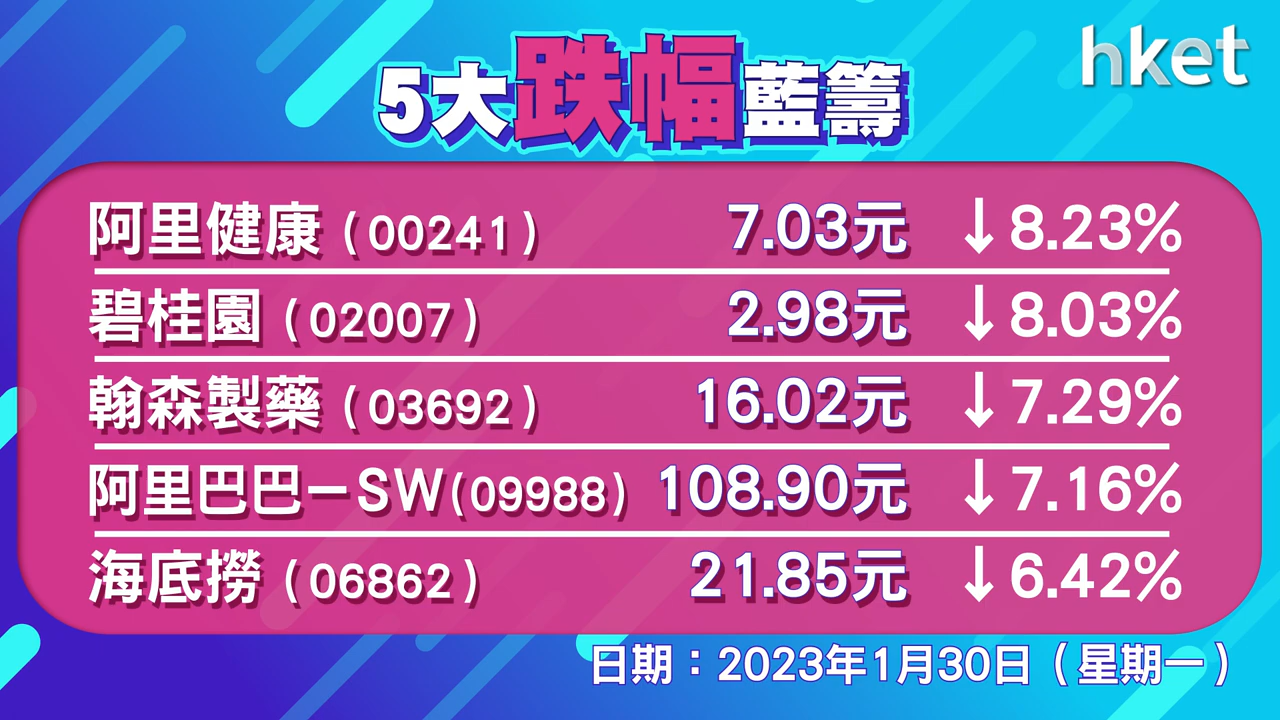 hket
5大跌幅藍籌
阿里健康（00241） 7.03元 ↓8.23%
碧桂園（02007） 2.98元 ↓8.03%
翰森製藥（03692） 16.02元 ↓7.29%
阿里巴巴－SW(09988) 108.90元 ↓7.16%
海底撈（06862） 21.85元 ↓6.42%
日期：2023年1月30日（星期一）